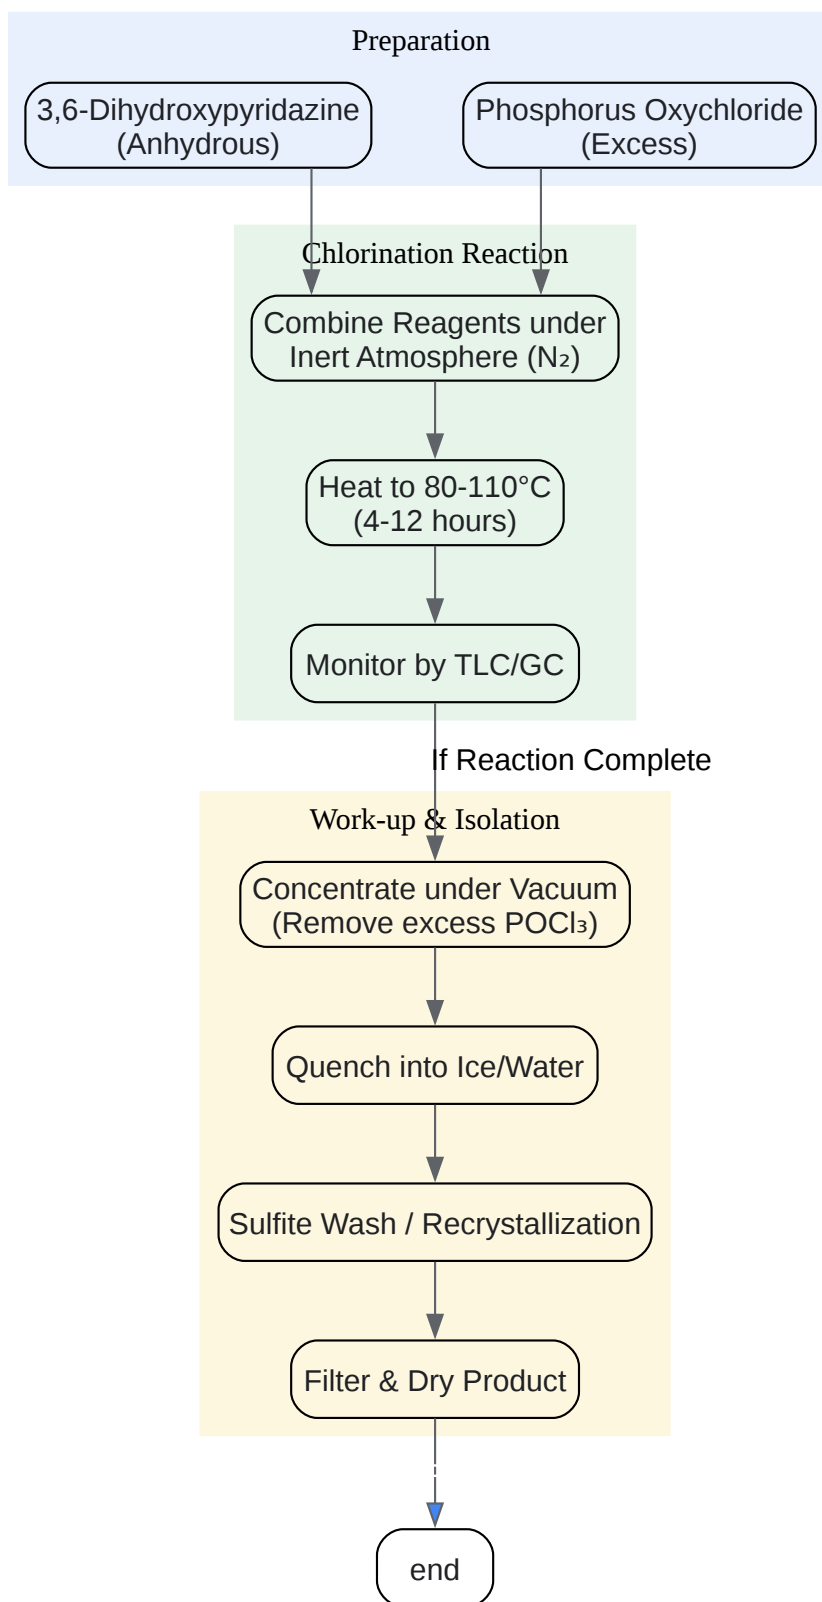 Preparation
3,6-Dihydroxypyridazine
(Anhydrous)
Phosphorus Oxychloride
(Excess)
Chlorination Reaction
Combine Reagents under
Inert Atmosphere (N₂)
Heat to 80-110°C
(4-12 hours)
Monitor by TLC/GC
If Reaction Complete
Work-up & Isolation
Concentrate under Vacuum
(Remove excess POCl₃)
Quench into Ice/Water
Sulfite Wash / Recrystallization
Filter & Dry Product
end